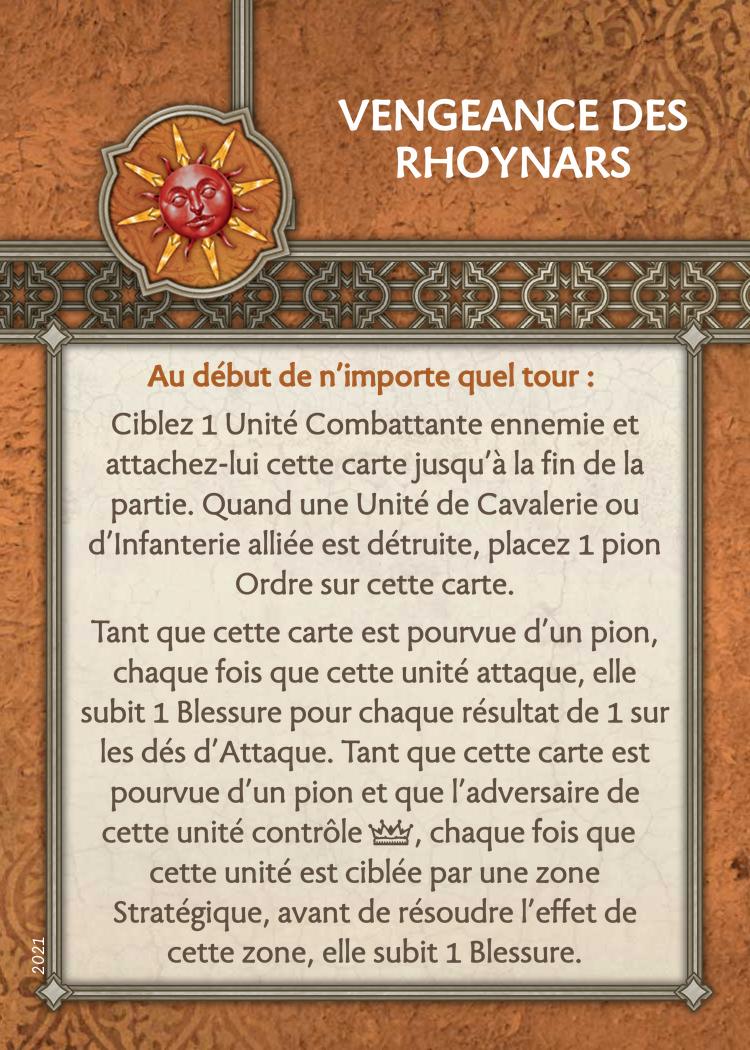 VENGEANCE DES
RHOYNARS
Au début de n’importe quel tour :
Ciblez 1 Unité Combattante ennemie et
attachez-lui cette carte jusqu’à la fin de la
partie. Quand une Unité de Cavalerie ou
d’Infanterie alliée est détruite, placez 1 pion
Ordre sur cette carte.
Tant que cette carte est pourvue d’un pion,
chaque fois que cette unité attaque, elle
subit 1 Blessure pour chaque résultat de 1 sur
les dés d’Attaque. Tant que cette carte est
pourvue d’un pion et que l’adversaire de
cette unité contrôle , chaque fois que
cette unité est ciblée par une zone
Stratégique, avant de résoudre l’effet de
cette zone, elle subit 1 Blessure.
2021